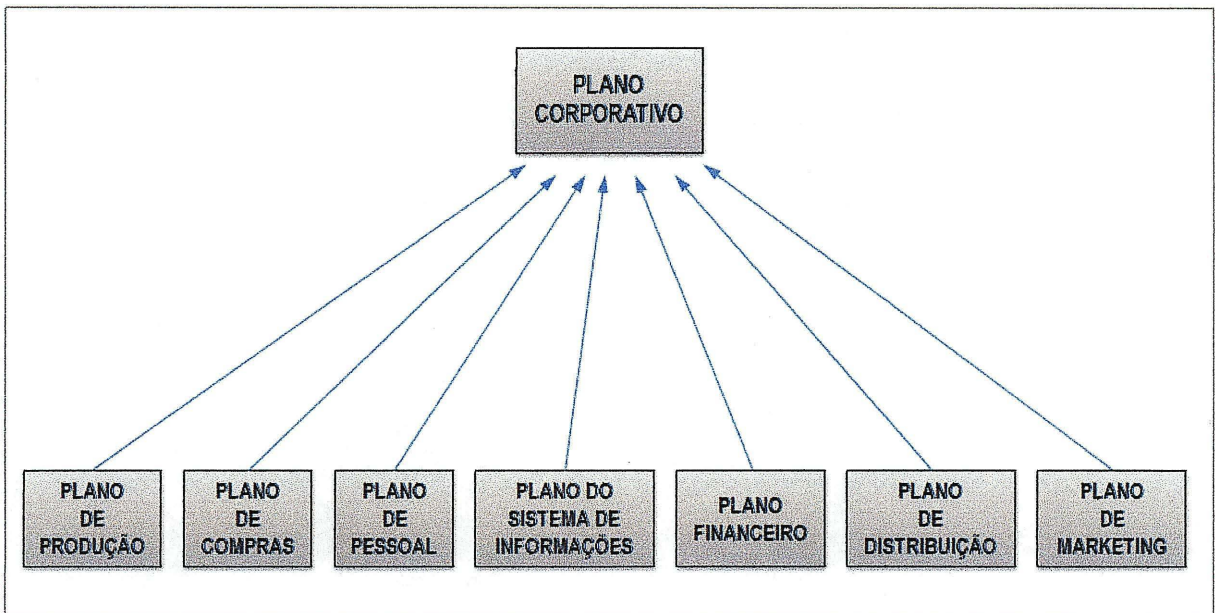 PLANO
CORPORATIVO
PLANO
DE
PRODUÇÃO
PLANO
DE
COMPRAS
PLANO
DE
PESSOAL
PLANO DO
SISTEMA DE
INFORMAÇÕES
PLANO
FINANCEIRO
PLANO
DE
DISTRIBUIÇÃO
PLANO
DE
MARKETING